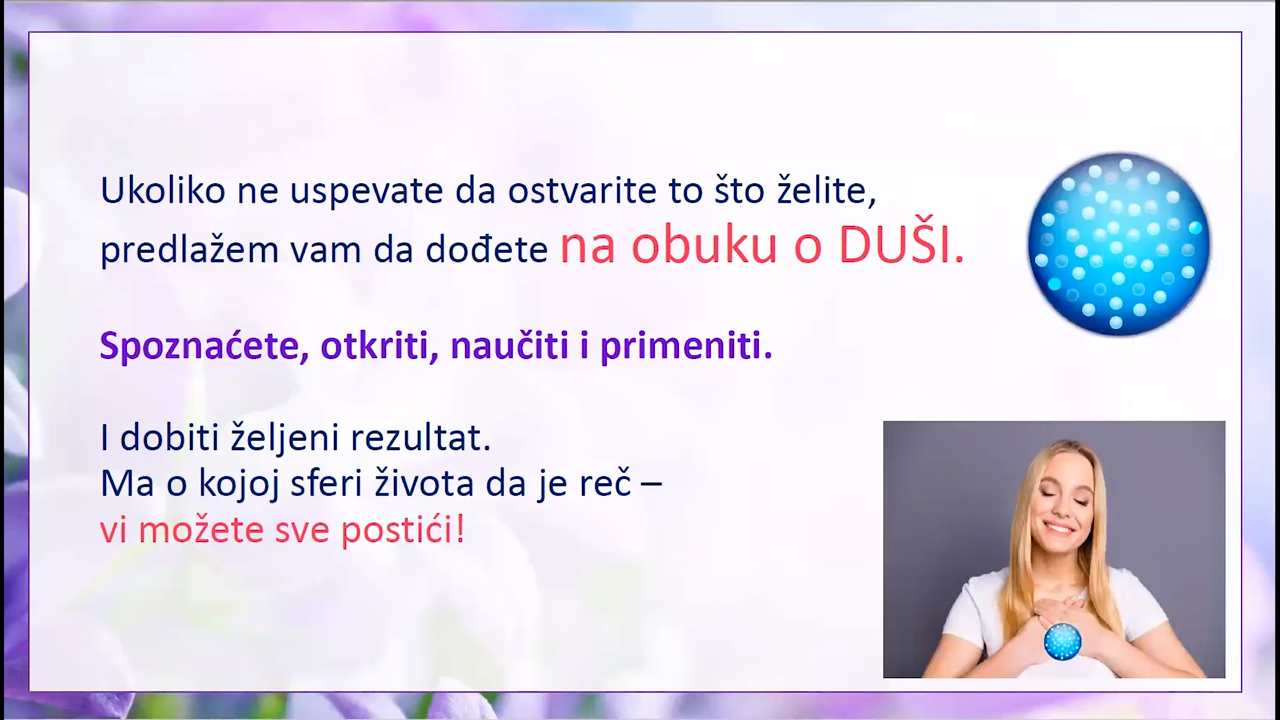 Ukoliko ne uspevate da ostvarite to što želite,
predlažem vam da dođete na obuku o DUŠI.
Spoznaćete, otkriti, naučiti i primeniti.
I dobiti željeni rezultat.
Ma o kojoj sferi života da je reč –
vi možete sve postići!